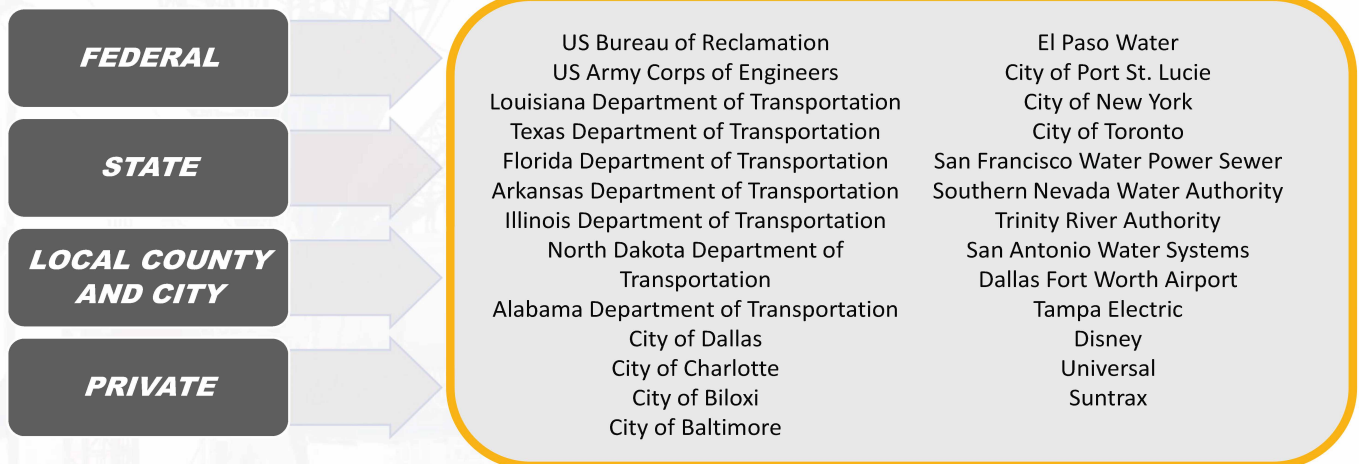 FEDERAL
STATE
LOCAL COUNTY
AND CITY
PRIVATE
US Bureau of Reclamation
US Army Corps of Engineers
Louisiana Department of Transportation
Texas Department of Transportation
Florida Department of Transportation
Arkansas Department of Transportation
Illinois Department of Transportation
North Dakota Department of
Transportation
Alabama Department of Transportation
City of Dallas
City of Charlotte
City of Biloxi
City of Baltimore
El Paso Water
City of Port St. Lucie
City of New York
City of Toronto
San Francisco Water Power Sewer
Southern Nevada Water Authority
Trinity River Authority
San Antonio Water Systems
Dallas Fort Worth Airport
Tampa Electric
Disney
Universal
Suntrax